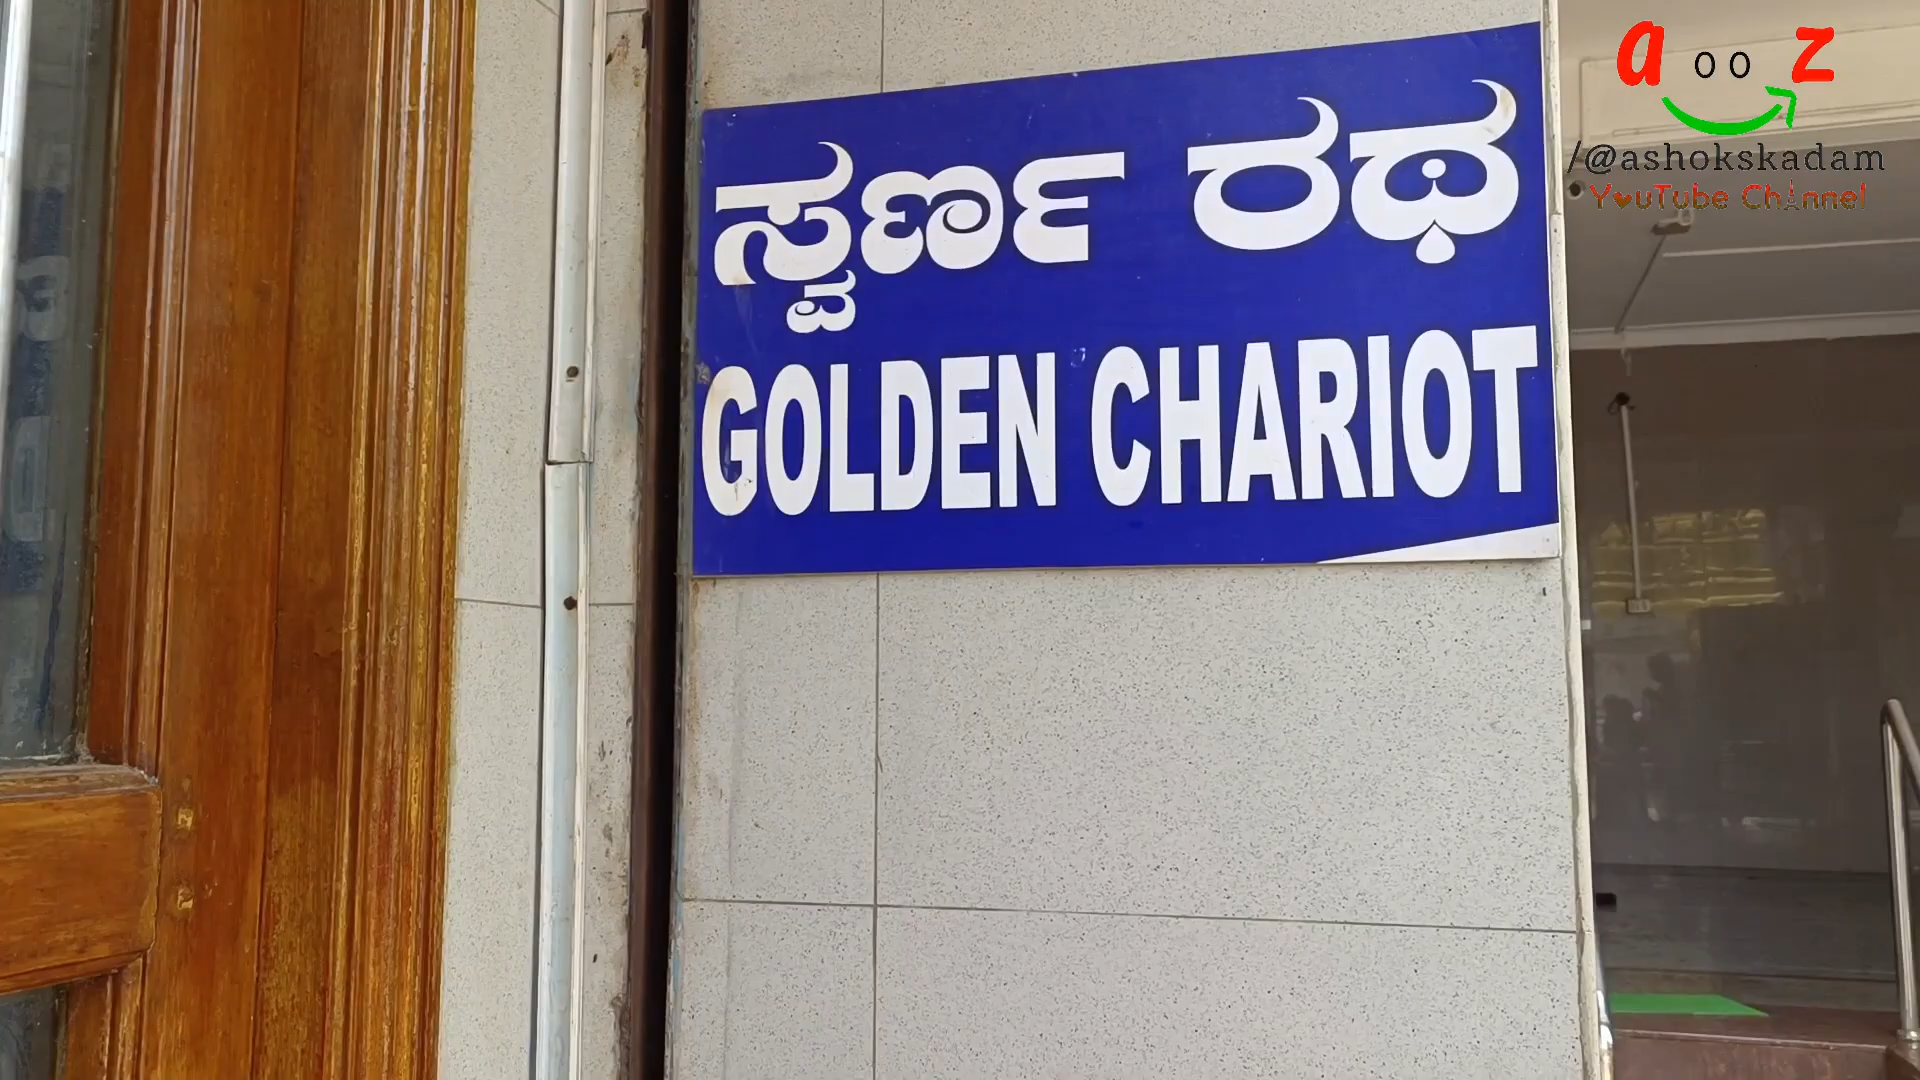 ಸ್ವರ್ಣ ರಥ
GOLDEN CHARIOT
a oo z
/@ashokskadam
YouTube Channel